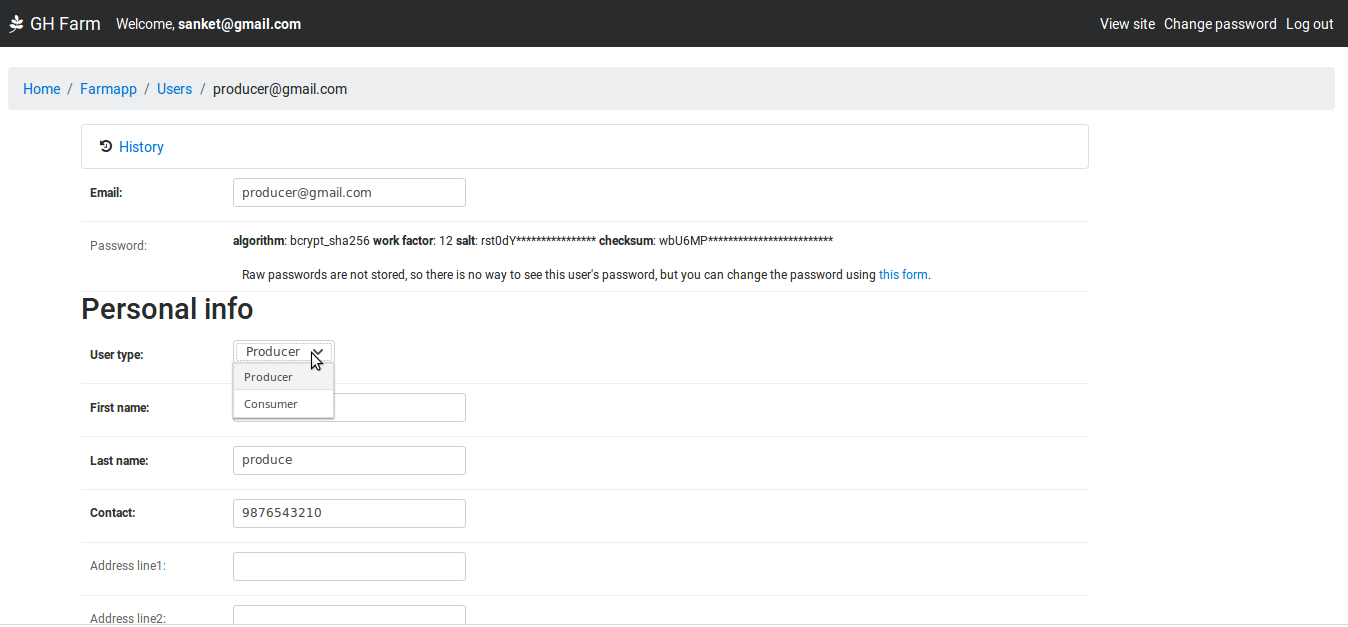 GH Farm Welcome, sanket@gmail.com View site Change password Log out
Home / Farmapp / Users / producer@gmail.com
History
Email: producer@gmail.com
Password: algorithm: bcrypt_sha256 work factor: 12 salt: rst0dY**************** checksum: wbU6MP*************************
Raw passwords are not stored, so there is no way to see this user's password, but you can change the password using this form.
Personal info
User type: Producer
Producer
Consumer
First name:
Last name: produce
Contact: 9876543210
Address line1:
Address line2: